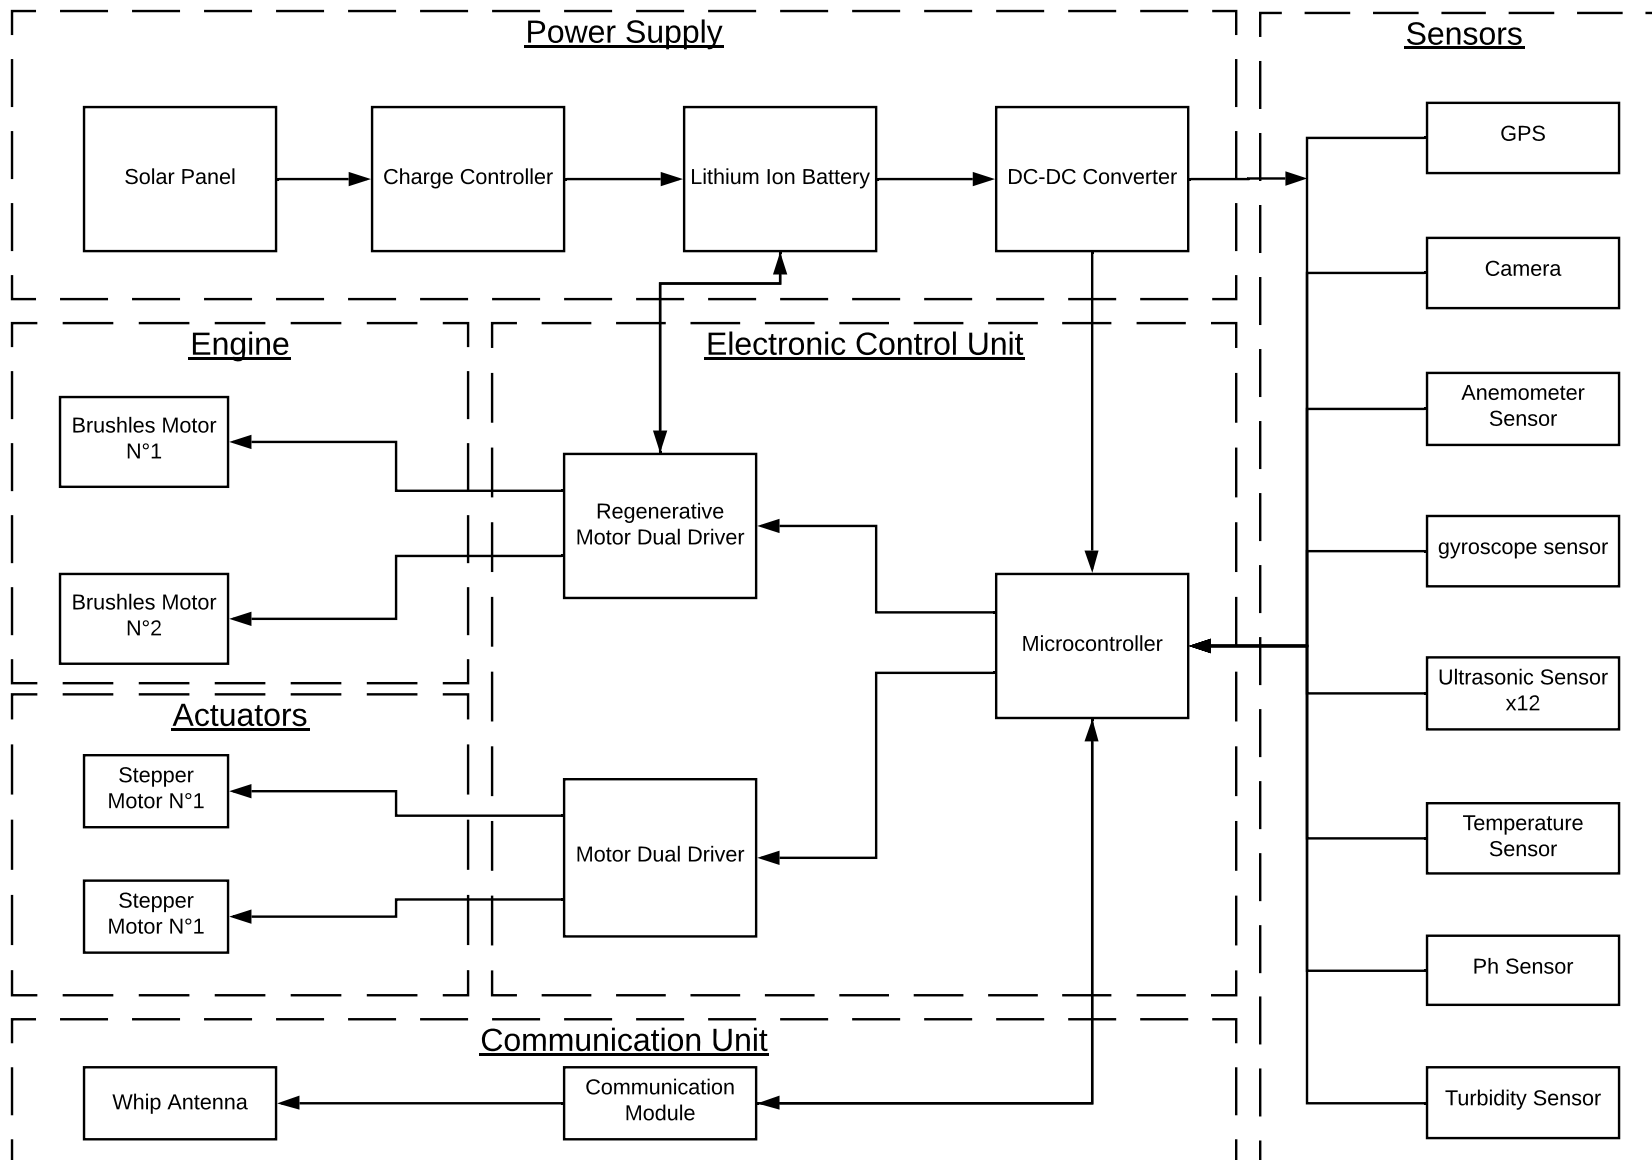 Power Supply
Sensors
Solar Panel
Charge Controller
Lithium Ion Battery
DC-DC Converter
GPS
Camera
Engine
Electronic Control Unit
Brushles Motor
N°1
Anemometer
Sensor
Regenerative
Motor Dual Driver
gyroscope sensor
Brushles Motor
N°2
Microcontroller
Ultrasonic Sensor
x12
Actuators
Stepper
Motor N°1
Motor Dual Driver
Temperature
Sensor
Stepper
Motor N°1
Ph Sensor
Communication Unit
Whip Antenna
Communication
Module
Turbidity Sensor